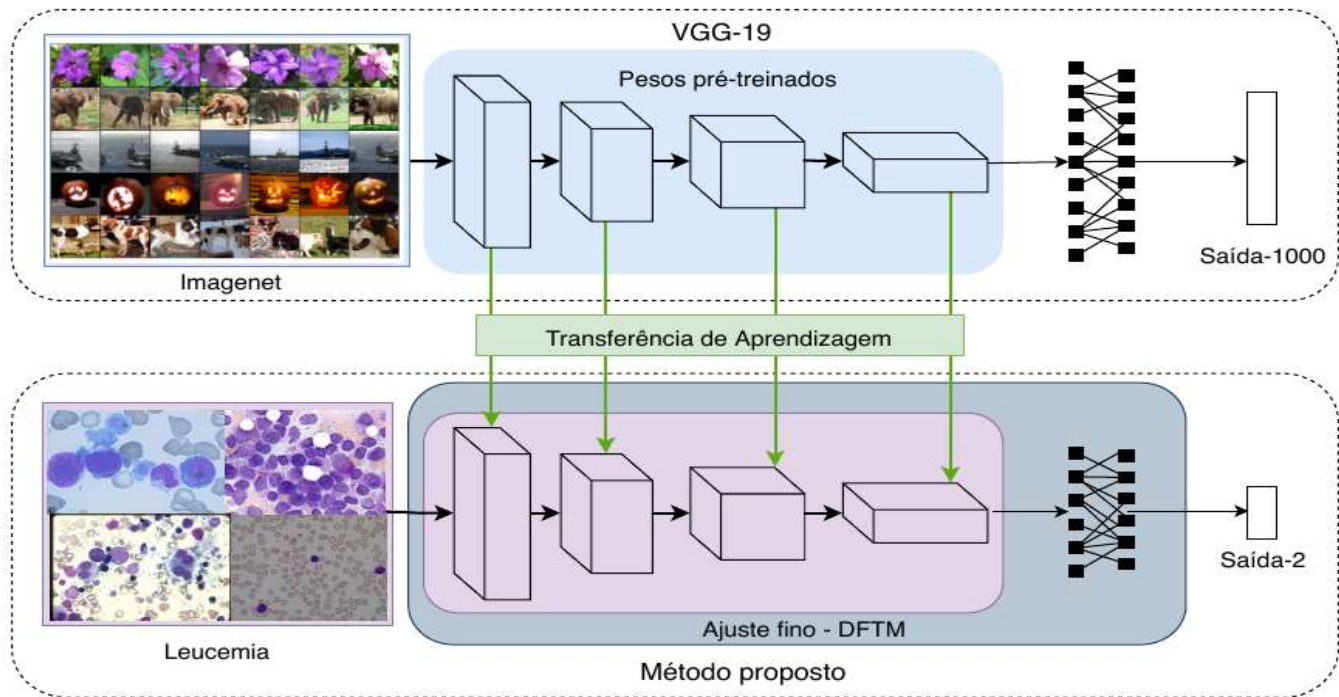 VGG-19
Pesos pré-treinados
Imagenet
Saída-1000
Transferência de Aprendizagem
Leucemia
Ajuste fino - DFTM
Saída-2
Método proposto